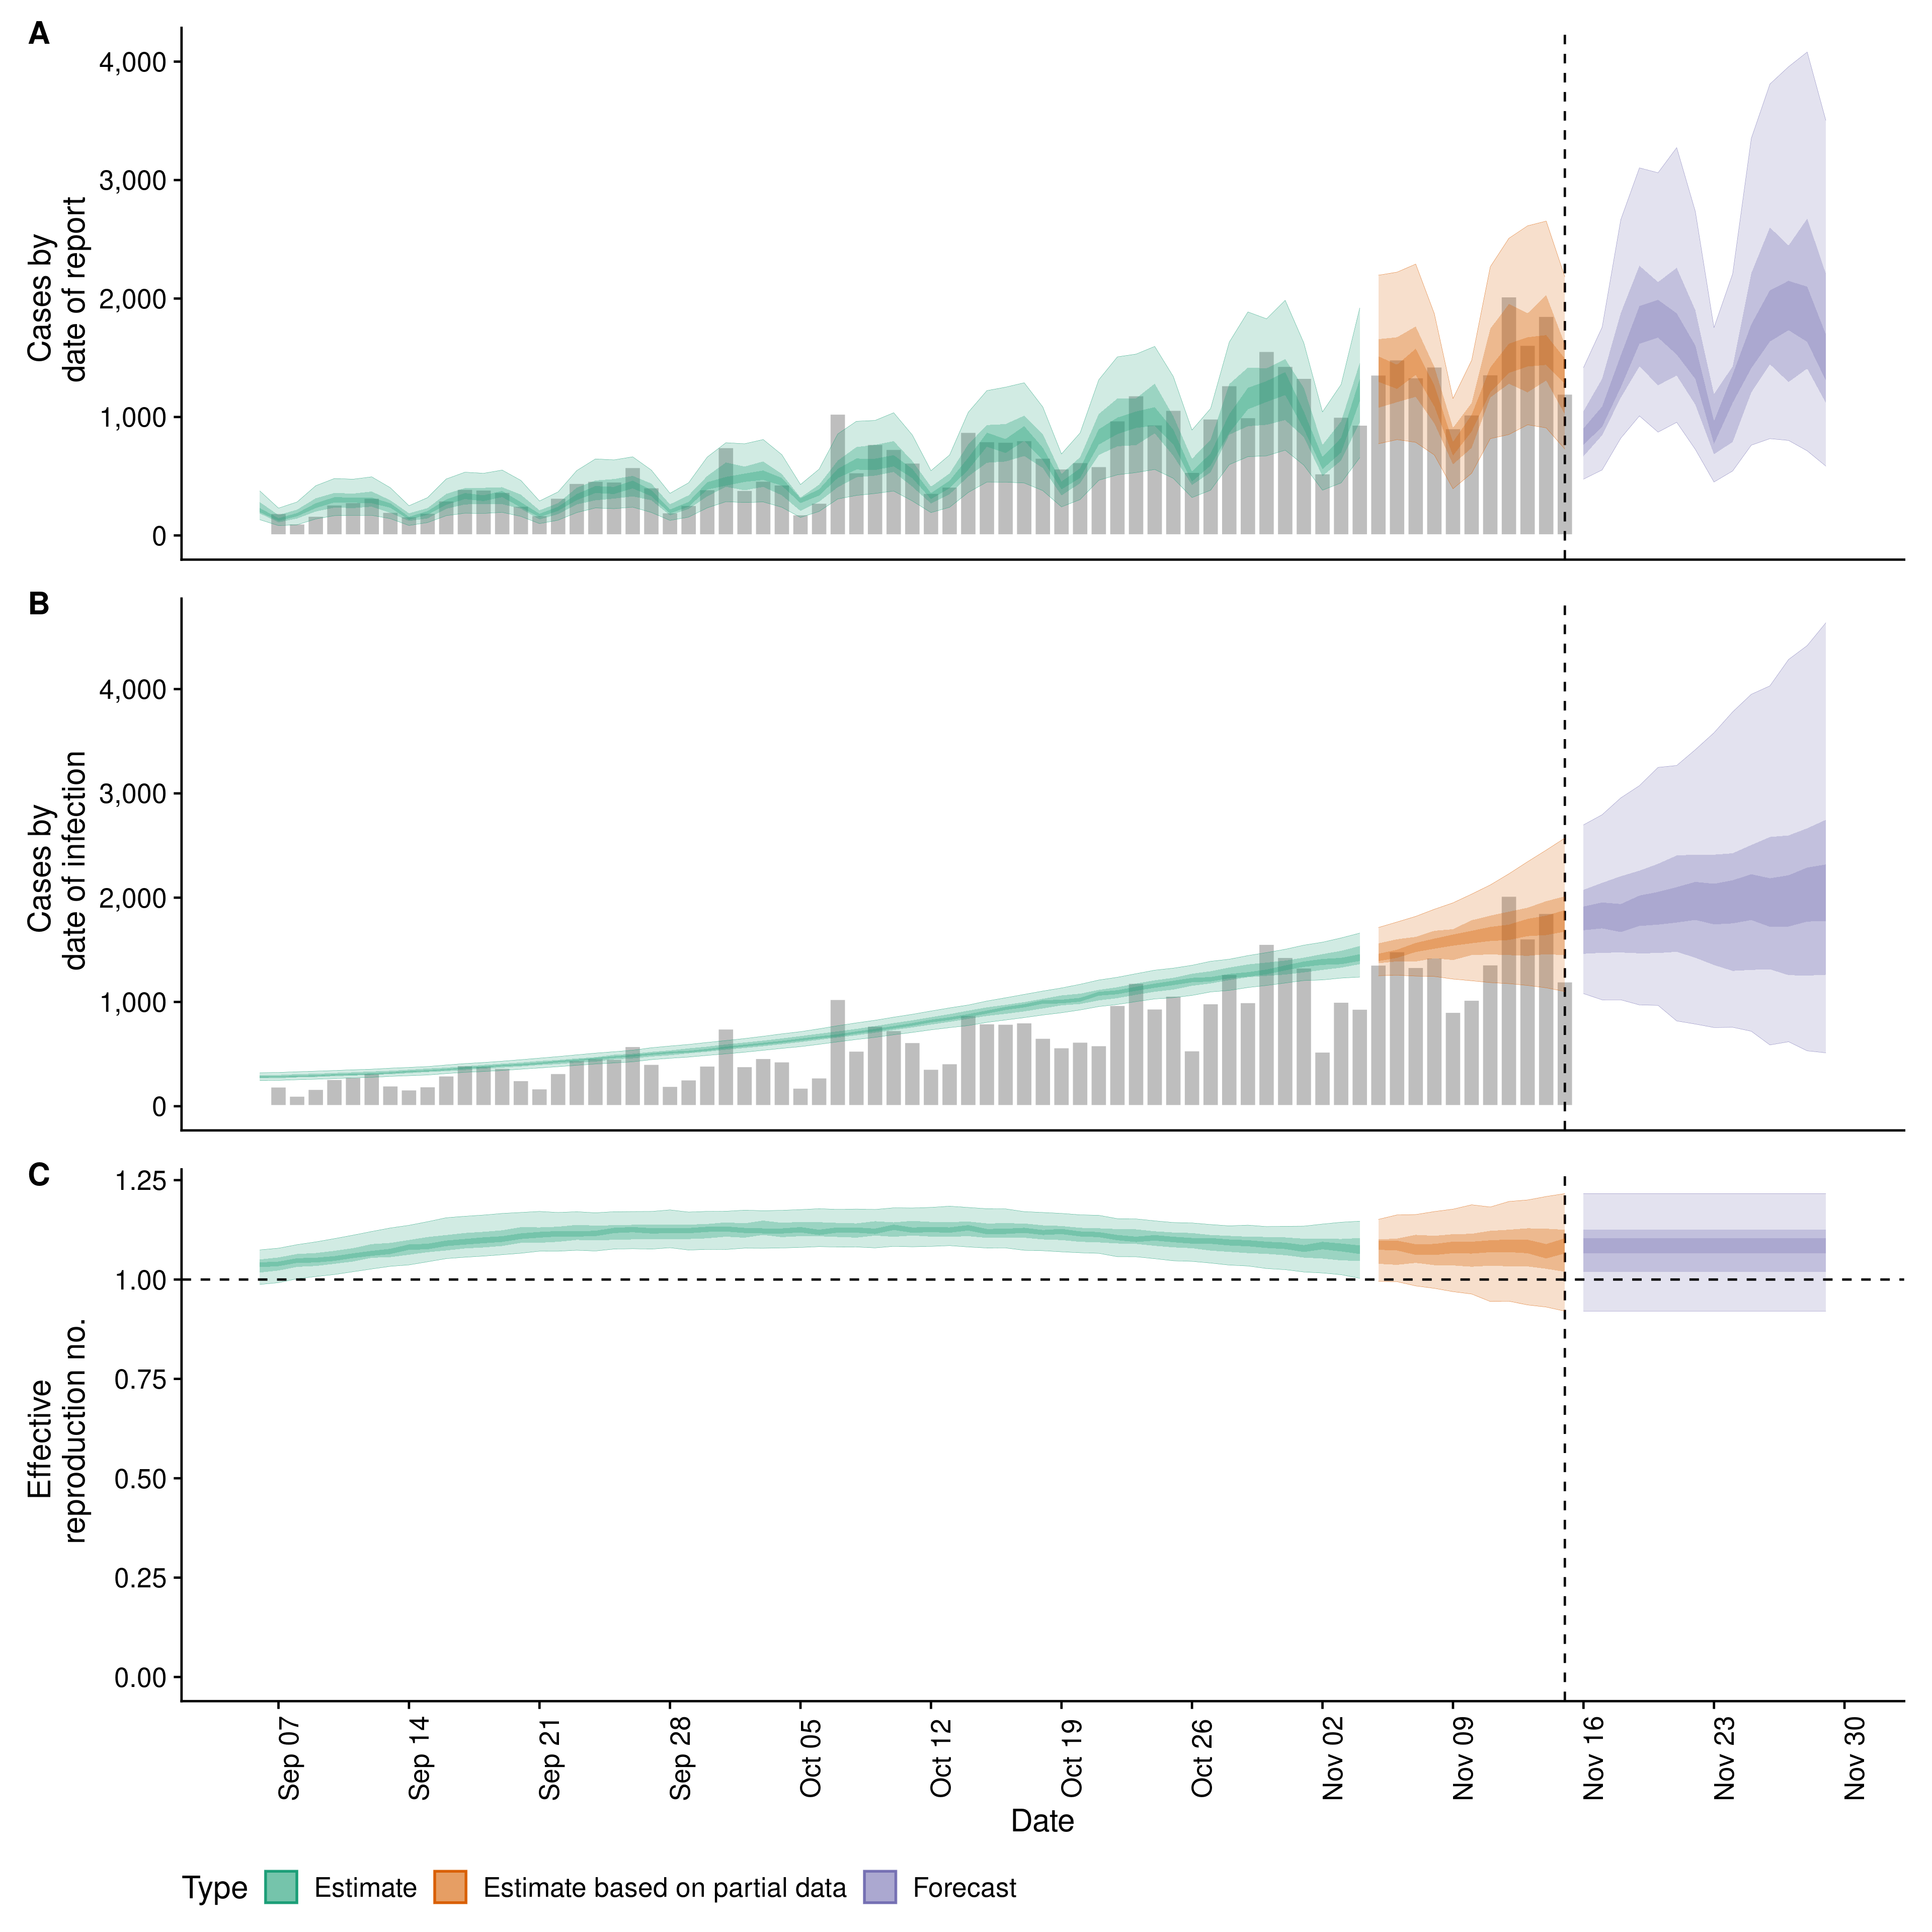 A
4,000
3,000
2,000
1,000
0
Cases by
date of report
B
4,000
3,000
2,000
1,000
0
Cases by
date of infection
C
1.25
1.00
0.75
0.50
0.25
0.00
Effective
reproduction no.
Sep 07
Sep 14
Sep 21
Sep 28
Oct 05
Oct 12
Oct 19
Oct 26
Nov 02
Nov 09
Nov 16
Nov 23
Nov 30
Date
Type Estimate Estimate based on partial data Forecast